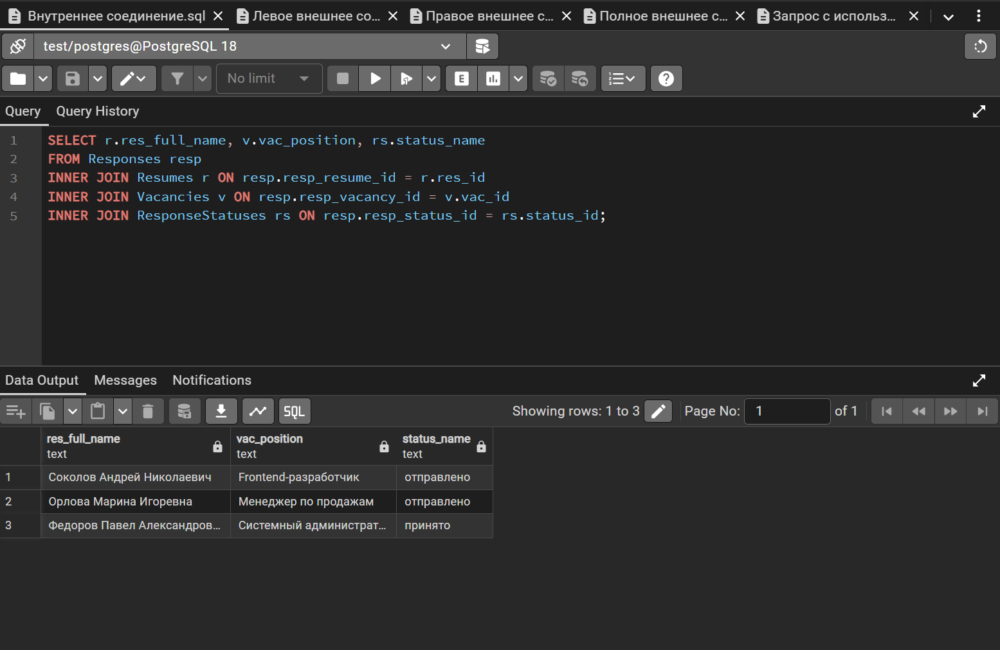 Внутреннее соединение.sql Левое внешнее со... Правое внешнее с... Полное внешнее с... Запрос с использ...
test/postgres@PostgreSQL 18
No limit E ?
Query Query History
1 SELECT r.res_full_name, v.vac_position, rs.status_name
2 FROM Responses resp
3 INNER JOIN Resumes r ON resp.resp_resume_id = r.res_id
4 INNER JOIN Vacancies v ON resp.resp_vacancy_id = v.vac_id
5 INNER JOIN ResponseStatuses rs ON resp.resp_status_id = rs.status_id;
Data Output Messages Notifications
SQL Showing rows: 1 to 3 Page No: 1 of 1
res_full_name vac_position status_name
text text text
1 Соколов Андрей Николаевич Frontend-разработчик отправлено
2 Орлова Марина Игоревна Менеджер по продажам отправлено
3 Федоров Павел Александров... Системный администрат... принято